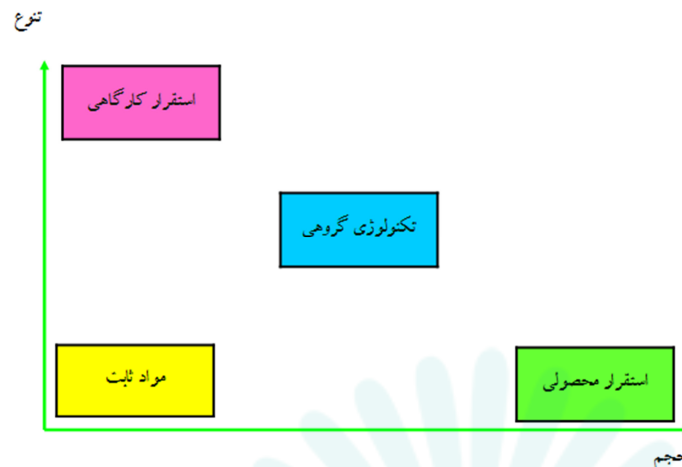 تنوع
استقرار کارگاهی
تکنولوژی گروهی
مواد ثابت
استقرار محصولی
حجم